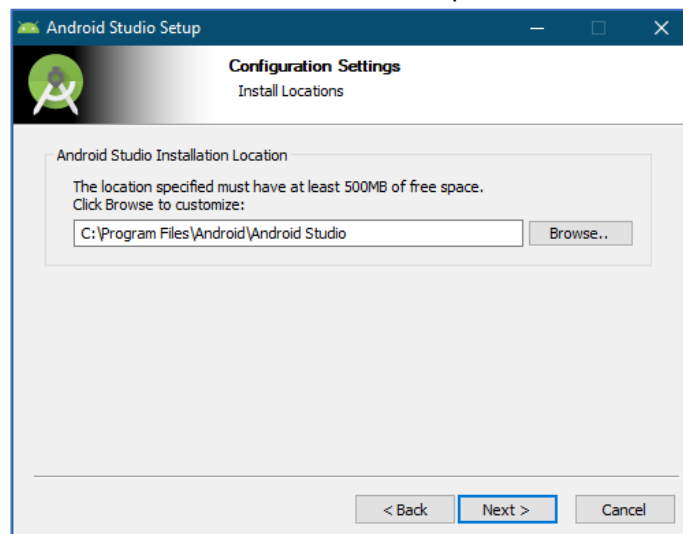 Android Studio Setup
Configuration Settings
Install Locations
Android Studio Installation Location
The location specified must have at least 500MB of free space.
Click Browse to customize:
C:\Program Files\Android\Android Studio
Browse..
< Back
Next >
Cancel